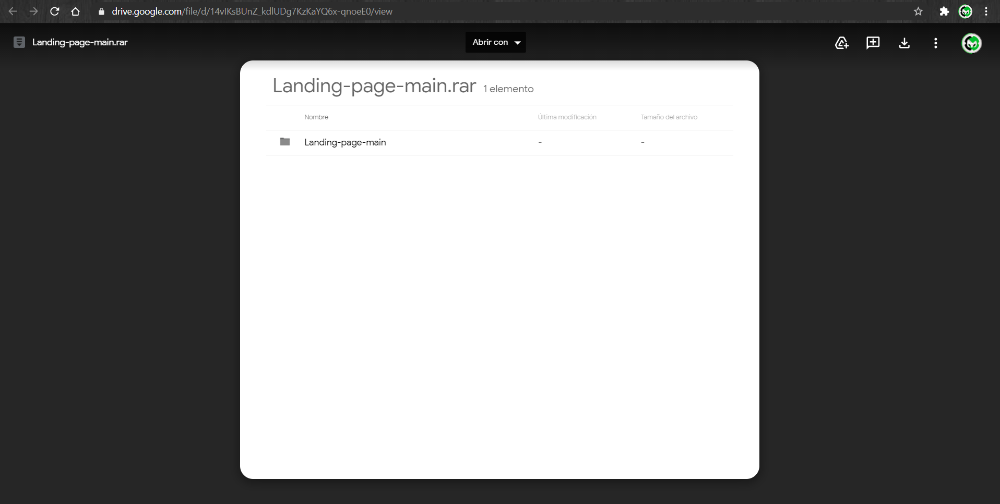 drive.google.com/file/d/14vIKsBUnZ_kdlUDg7KzKaYQ6x-qnoeE0/view
Landing-page-main.rar
Abrir con
Landing-page-main.rar 1 elemento
Nombre Última modificación Tamaño del archivo
Landing-page-main - -